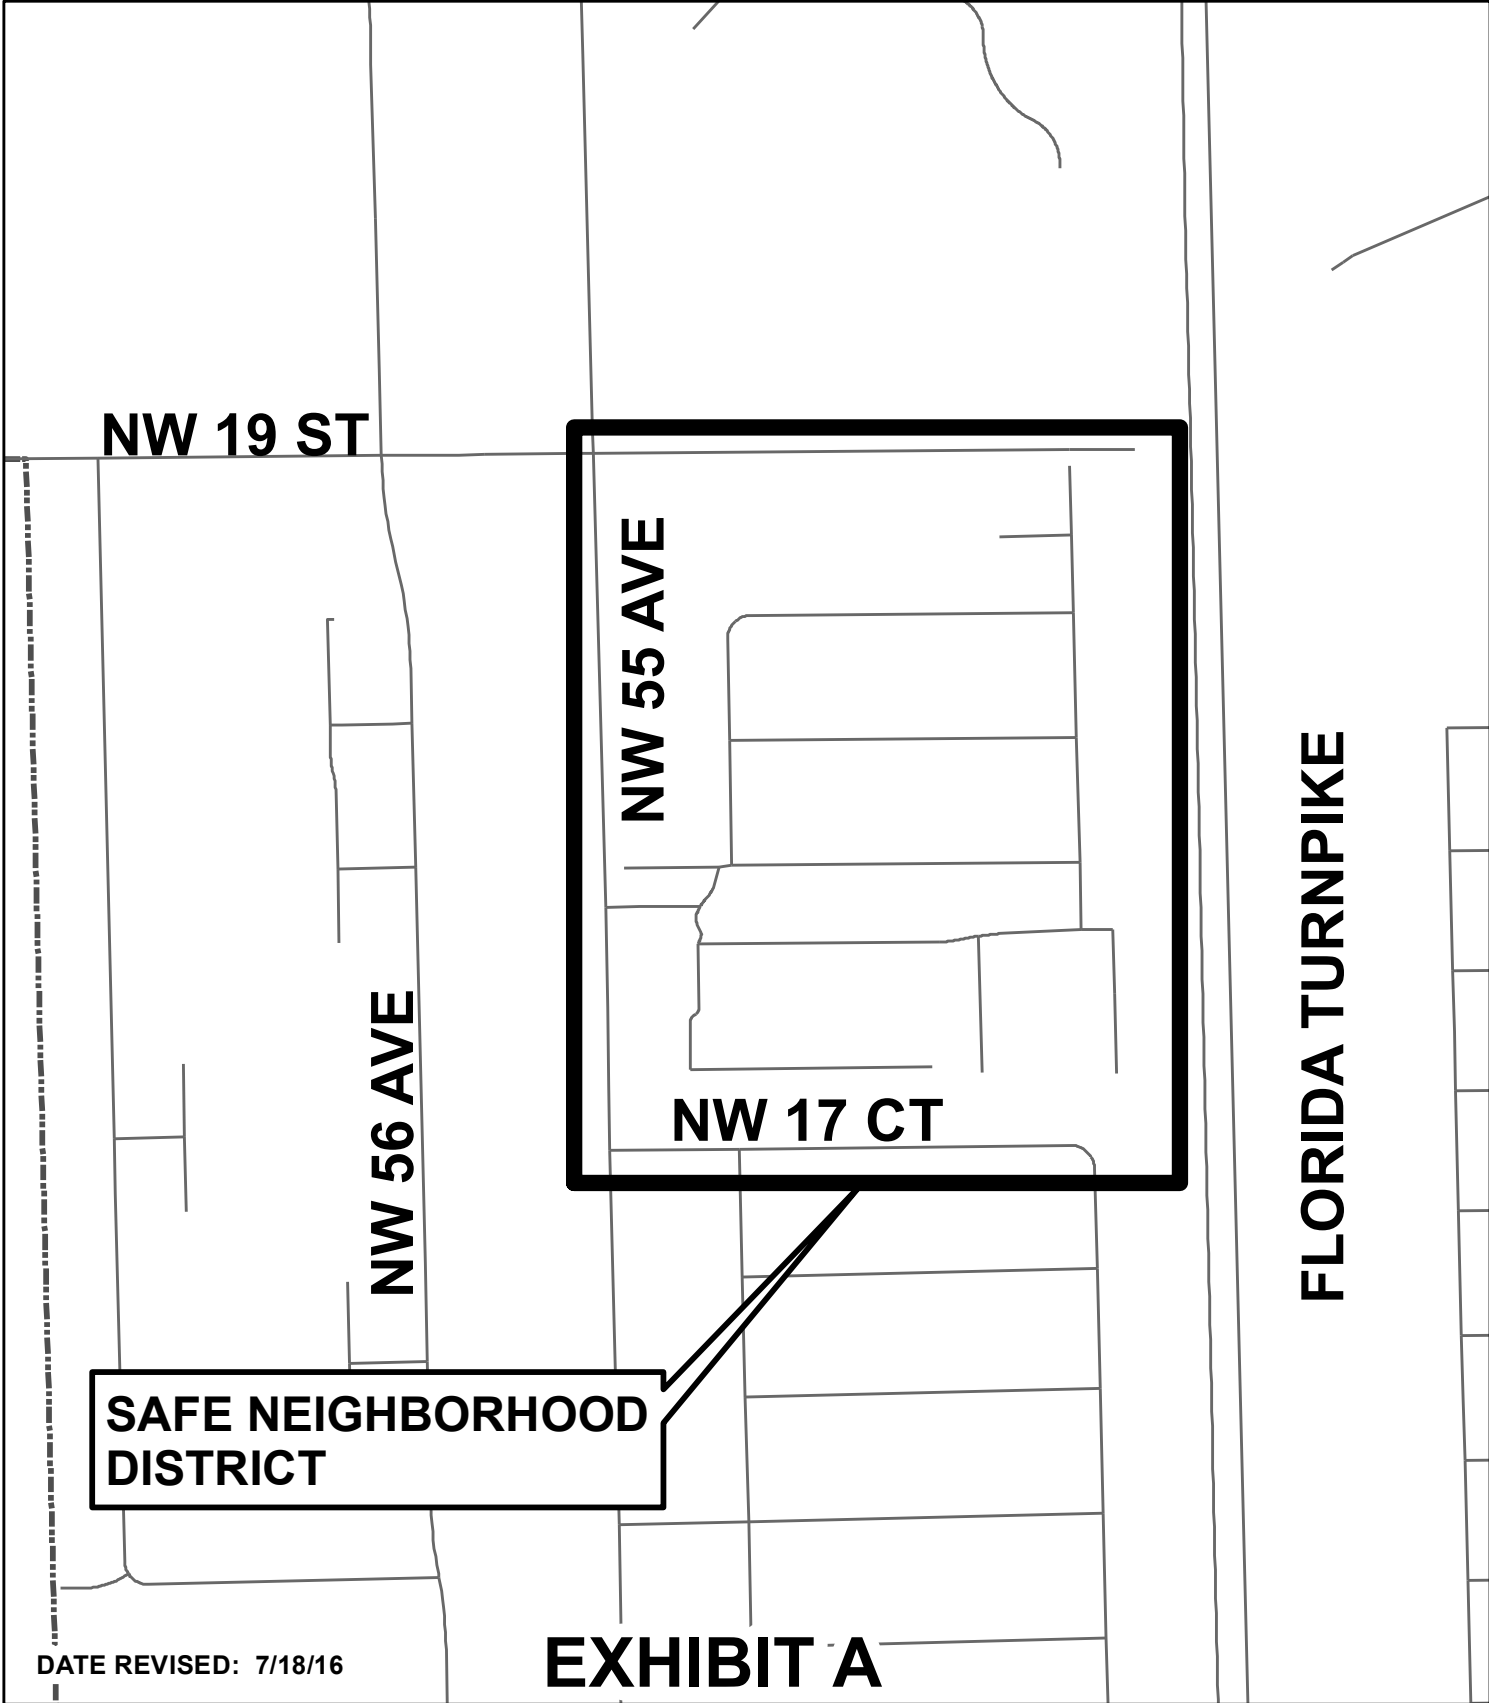 NW 19 ST
NW 55 AVE
FLORIDA TURNPIKE
NW 56 AVE
NW 17 CT
SAFE NEIGHBORHOOD
DISTRICT
DATE REVISED: 7/18/16
EXHIBIT A